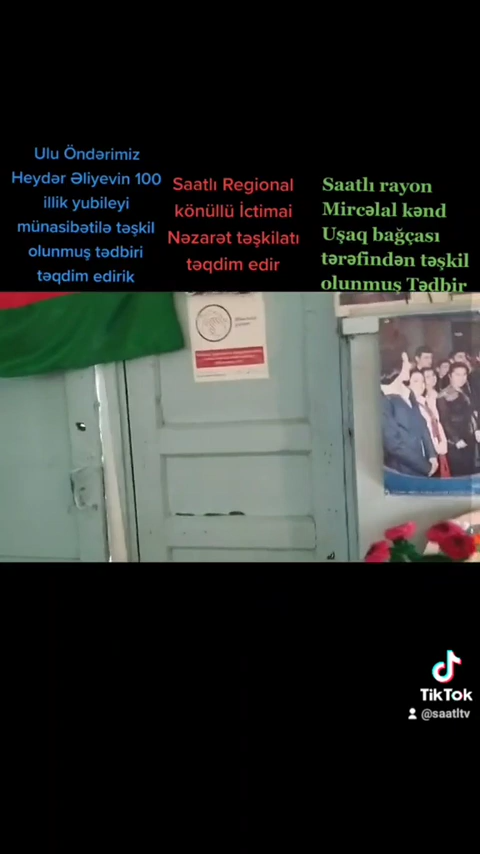 Ulu Öndərimiz
Heydər Əliyevin 100
illik yubileyi
münasibətilə təşkil
olunmuş tədbiri
təqdim edirik
Saatlı Regional
könüllü İctimai
Nəzarət təşkilatı
təqdim edir
Saatlı rayon
Mircəlal kənd
Uşaq bağçası
tərəfindən təşkil
olunmuş Tədbir
TikTok
@saatltv